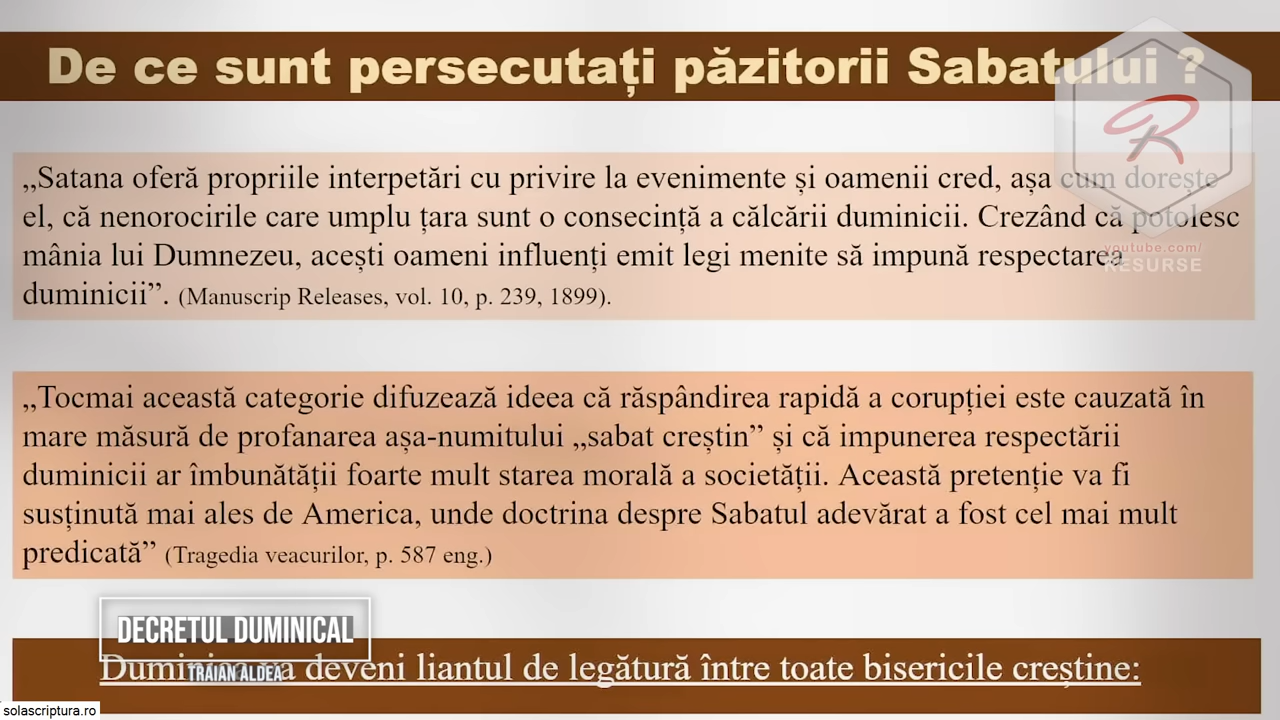 De ce sunt persecutați păzitorii Sabatului ?
„Satana oferă propriile interpetări cu privire la evenimente și oamenii cred, așa cum dorește
el, că nenorocirile care umplu țara sunt o consecință a călcării duminicii. Crezând că potolesc
mânia lui Dumnezeu, acești oameni influenți emit legi menite să impună respectarea
duminicii”. (Manuscrip Releases, vol. 10, p. 239, 1899).
youtube.com/
RESURSE
„Tocmai această categorie difuzează ideea că răspândirea rapidă a corupției este cauzată în
mare măsură de profanarea așa-numitului „sabat creștin” și că impunerea respectării
duminicii ar îmbunătății foarte mult starea morală a societății. Această pretenție va fi
susținută mai ales de America, unde doctrina despre Sabatul adevărat a fost cel mai mult
predicată” (Tragedia veacurilor, p. 587 eng.)
DECRETUL DUMINICAL
TRAIAN ALDEA
Duminica va deveni liantul de legătură între toate bisericile creștine:
solascriptura.ro